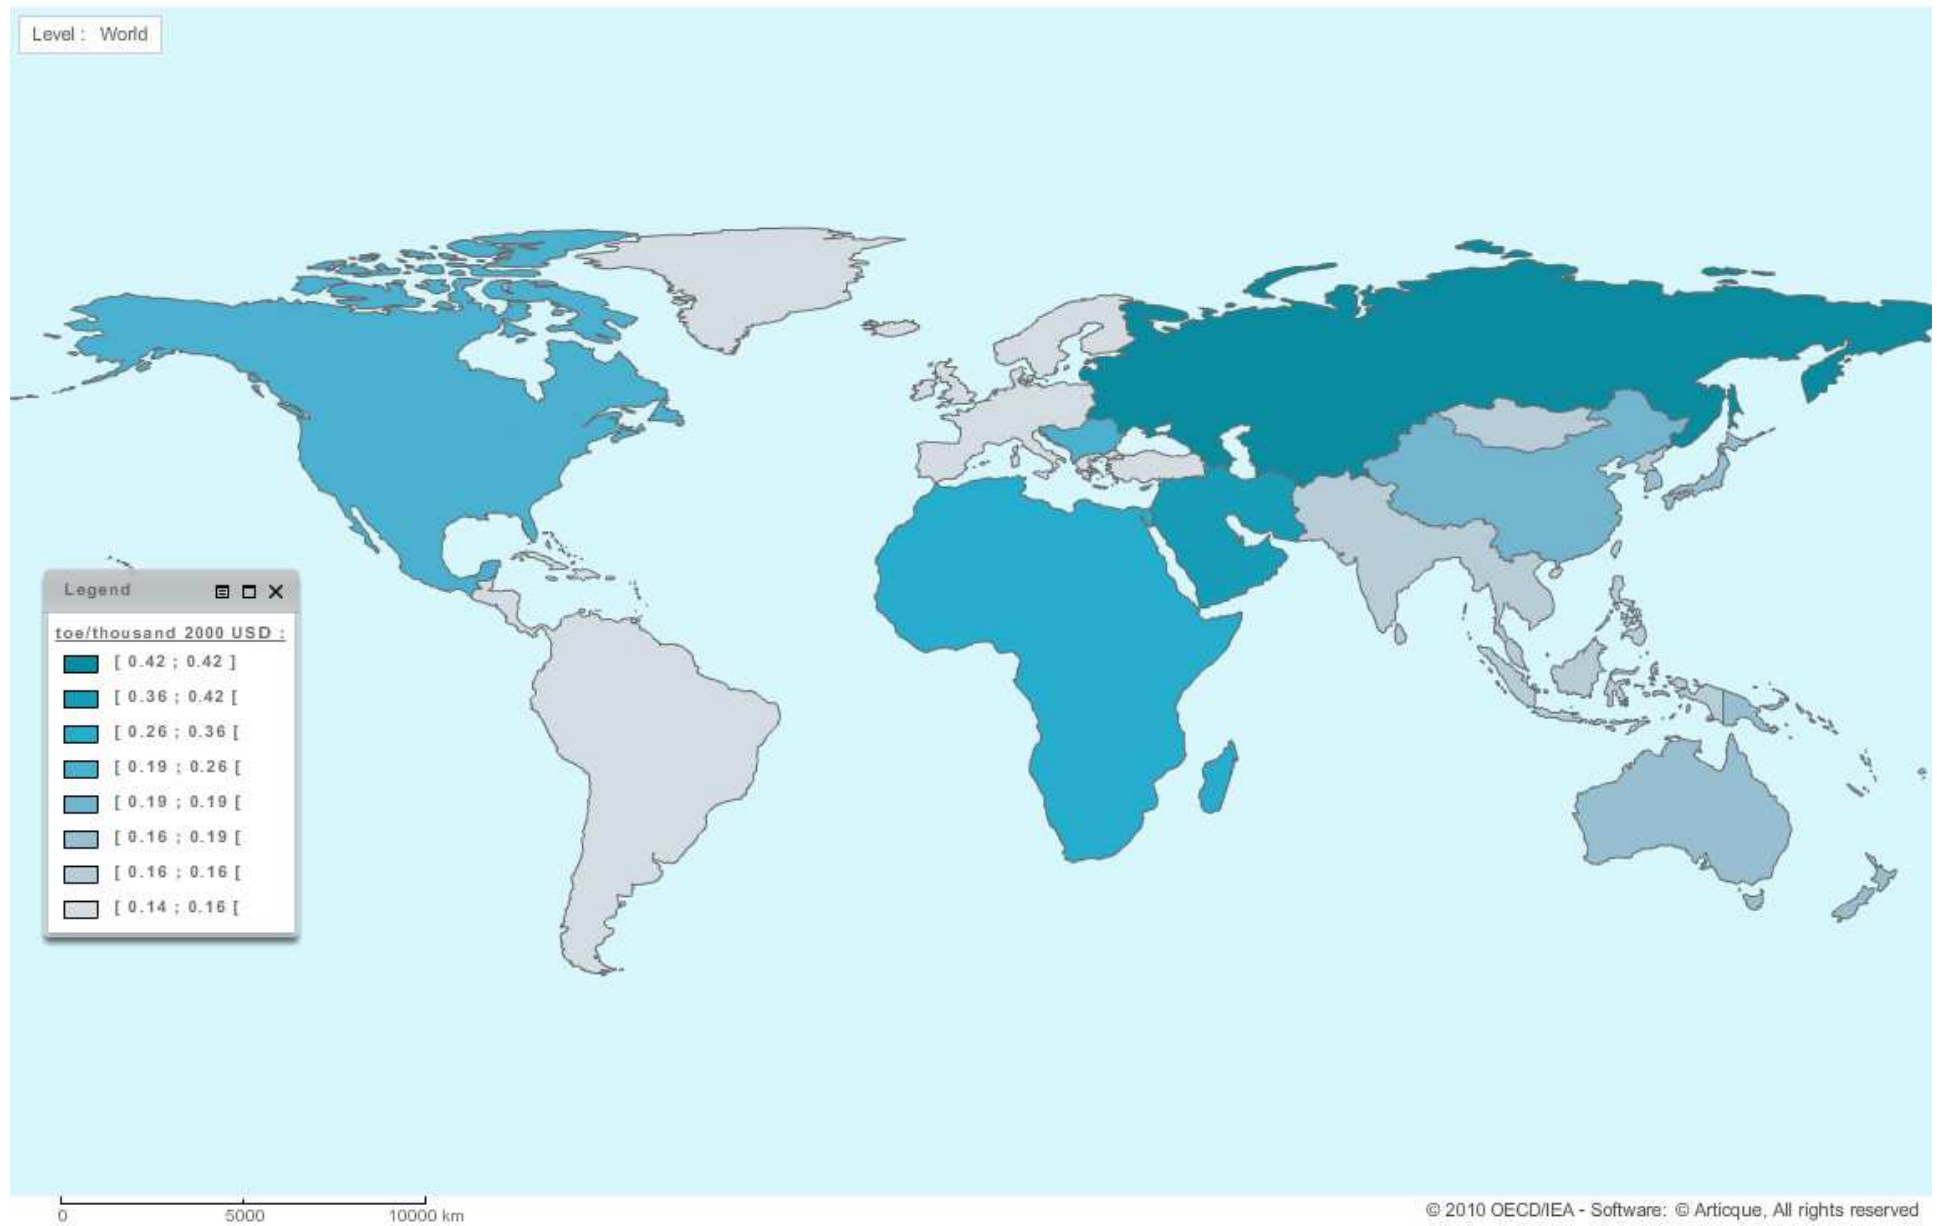 Level : World
Legend
toe/thousand 2000 USD :
[ 0.42 ; 0.42 ]
[ 0.36 ; 0.42 [
[ 0.26 ; 0.36 [
[ 0.19 ; 0.26 [
[ 0.19 ; 0.19 [
[ 0.16 ; 0.19 [
[ 0.16 ; 0.16 [
[ 0.14 ; 0.16 [
0 5000 10000 km
© 2010 OECD/IEA - Software: © Articque, All rights reserved